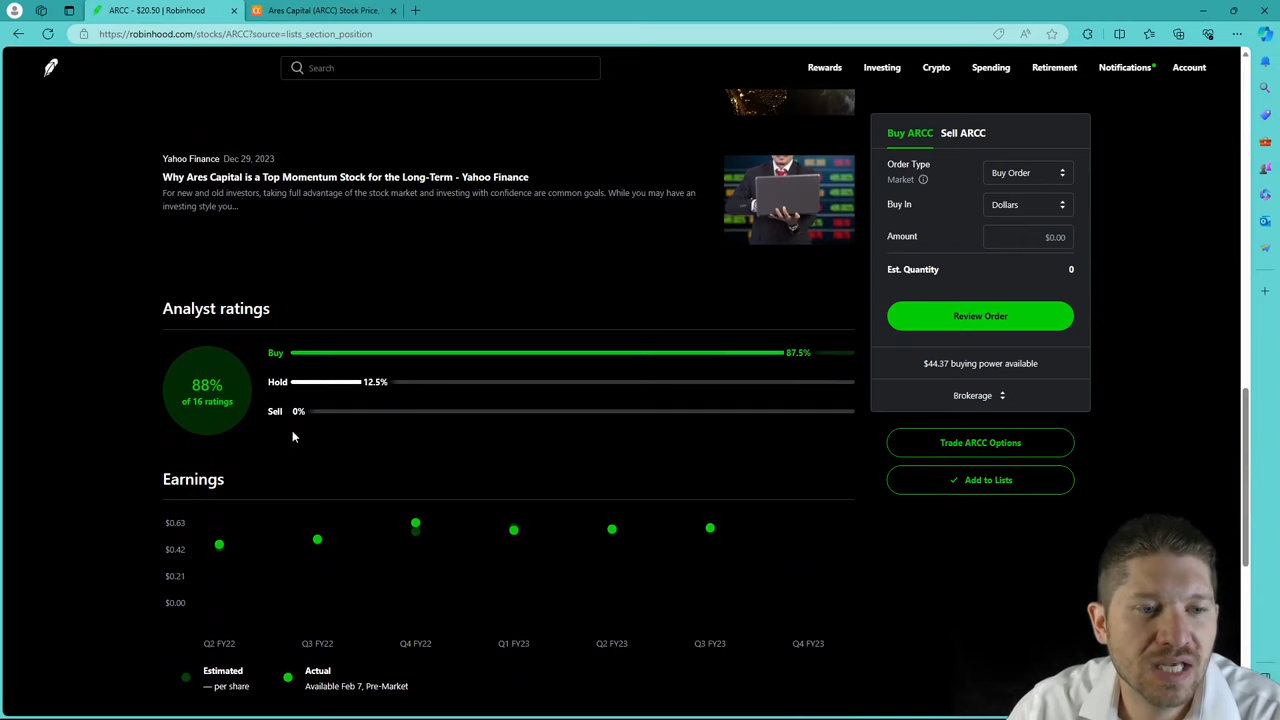 ARCC - $20.50 | Robinhood
Ares Capital (ARCC) Stock Price,
https://robinhood.com/stocks/ARCC?source=lists_section_position
Search
Rewards Investing Crypto Spending Retirement Notifications Account
Yahoo Finance Dec 29, 2023
Why Ares Capital is a Top Momentum Stock for the Long-Term - Yahoo Finance
For new and old investors, taking full advantage of the stock market and investing with confidence are common goals. While you may have an
investing style you...
Buy ARCC Sell ARCC
Order Type
Market
Buy Order
Buy In Dollars
Amount $0.00
Est. Quantity 0
Review Order
$44.37 buying power available
Brokerage
Trade ARCC Options
Add to Lists
Analyst ratings
88%
of 16 ratings
Buy 87.5%
Hold 12.5%
Sell 0%
Earnings
$0.63
$0.42
$0.21
$0.00
Q2 FY22 Q3 FY22 Q4 FY22 Q1 FY23 Q2 FY23 Q3 FY23 Q4 FY23
Estimated
— per share
Actual
Available Feb 7, Pre-Market